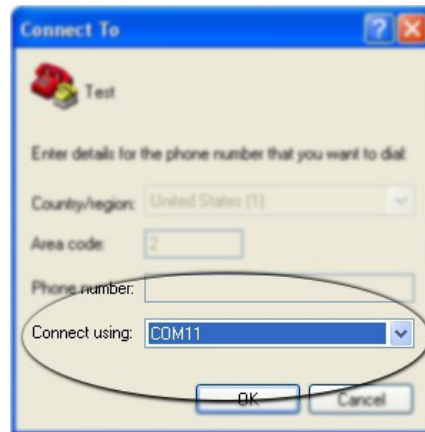 Connect To
Test
Enter details for the phone number that you want to dial:
Country/region: United States (1)
Area code: 2
Phone number:
Connect using: COM11
OK Cancel